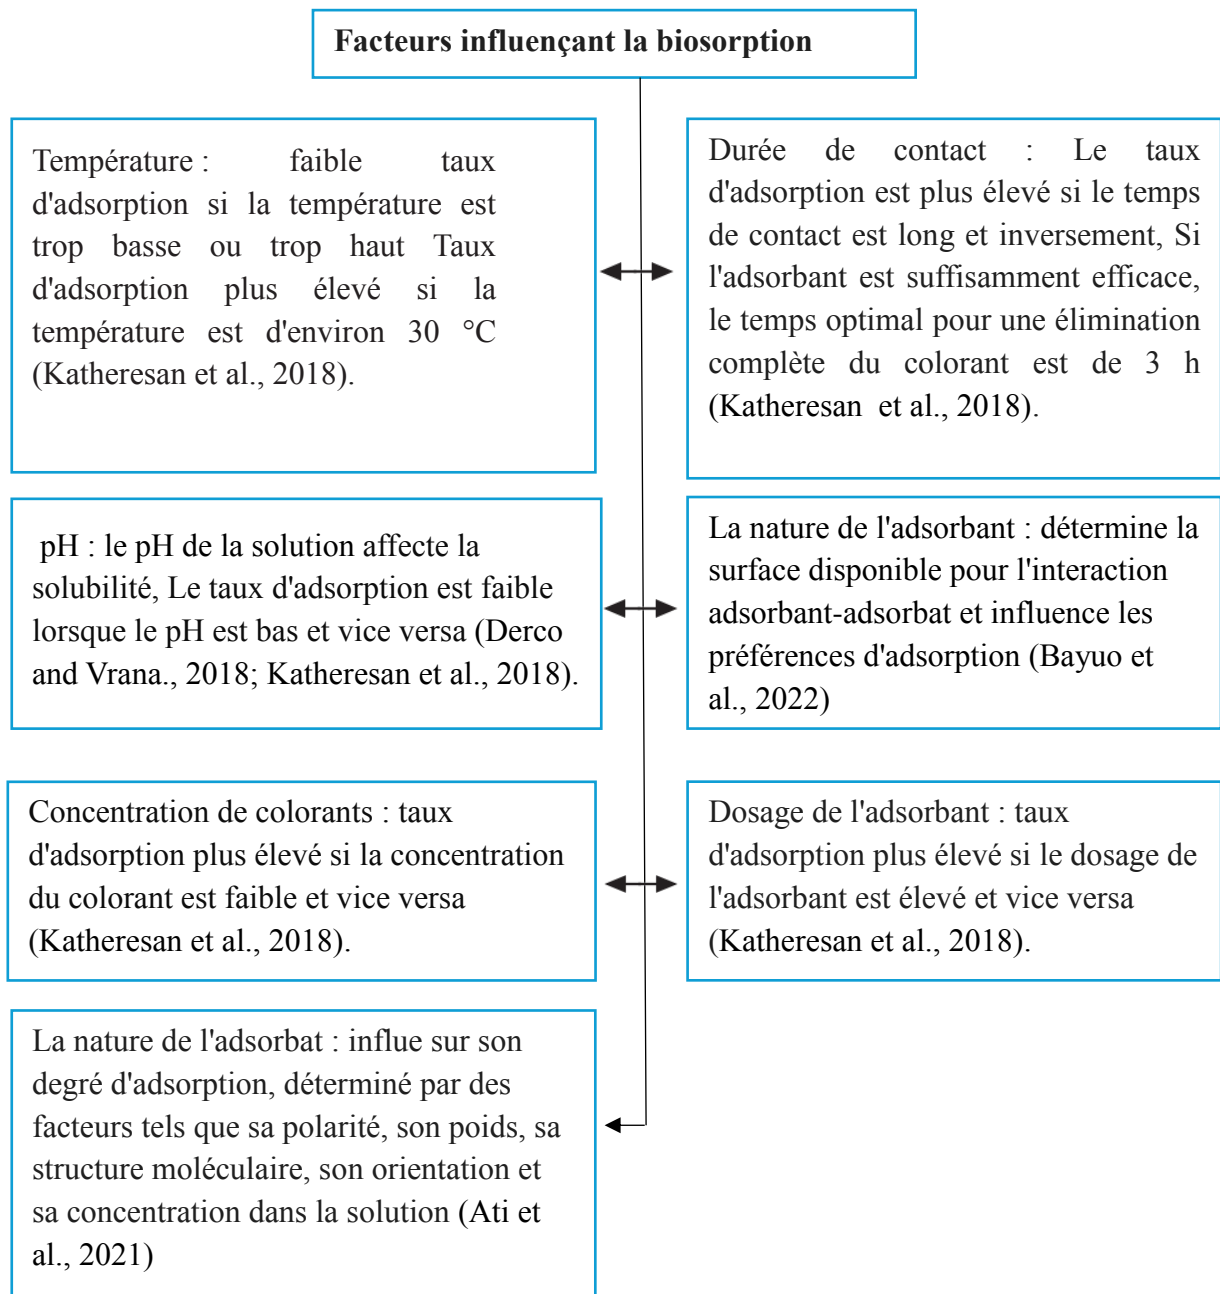 Facteurs influençant la biosorption
Température : faible taux
d'adsorption si la température est
trop basse ou trop haut Taux
d'adsorption plus élevé si la
température est d'environ 30 °C
(Katheresan et al., 2018).
Durée de contact : Le taux
d'adsorption est plus élevé si le temps
de contact est long et inversement, Si
l'adsorbant est suffisamment efficace,
le temps optimal pour une élimination
complète du colorant est de 3 h
(Katheresan et al., 2018).
pH : le pH de la solution affecte la
solubilité, Le taux d'adsorption est faible
lorsque le pH est bas et vice versa (Derco
and Vrana., 2018; Katheresan et al., 2018).
La nature de l'adsorbant : détermine la
surface disponible pour l'interaction
adsorbant-adsorbat et influence les
préférences d'adsorption (Bayuo et
al., 2022)
Concentration de colorants : taux
d'adsorption plus élevé si la concentration
du colorant est faible et vice versa
(Katheresan et al., 2018).
Dosage de l'adsorbant : taux
d'adsorption plus élevé si le dosage de
l'adsorbant est élevé et vice versa
(Katheresan et al., 2018).
La nature de l'adsorbat : influe sur son
degré d'adsorption, déterminé par des
facteurs tels que sa polarité, son poids, sa
structure moléculaire, son orientation et
sa concentration dans la solution (Ati et
al., 2021)